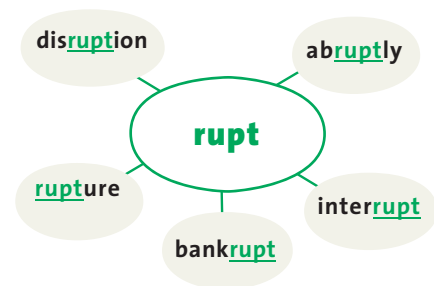 disruption
abruptly
rupt
rupture
interrupt
bankrupt